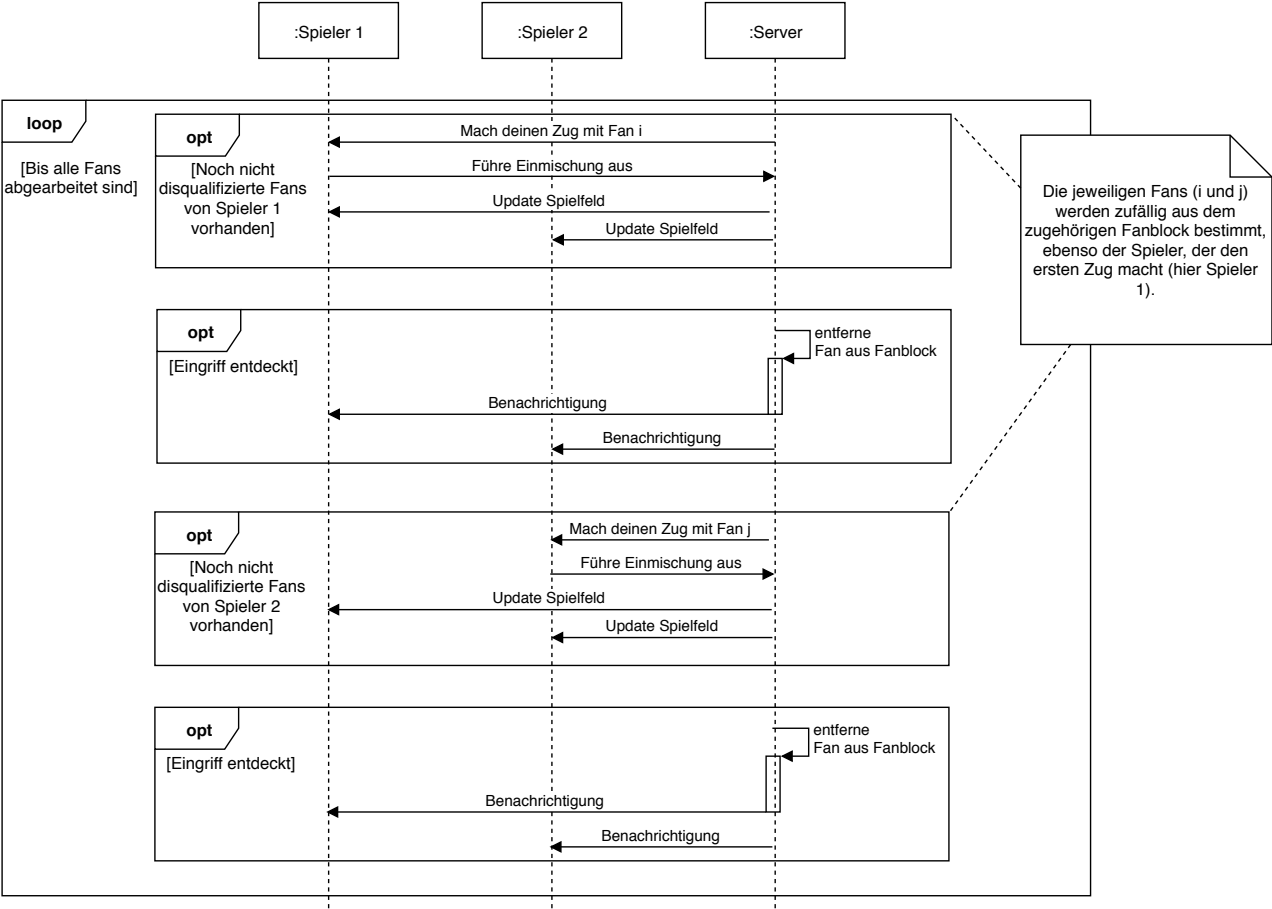 :Spieler 1
:Spieler 2
:Server
loop
[Bis alle Fans
abgearbeitet sind]
opt
[Noch nicht
disqualifizierte Fans
von Spieler 1
vorhanden]
Mach deinen Zug mit Fan i
Führe Einmischung aus
Update Spielfeld
Update Spielfeld
Die jeweiligen Fans (i und j)
werden zufällig aus dem
zugehörigen Fanblock bestimmt,
ebenso der Spieler, der den
ersten Zug macht (hier Spieler
1).
opt
[Eingriff entdeckt]
entferne
Fan aus Fanblock
Benachrichtigung
Benachrichtigung
opt
[Noch nicht
disqualifizierte Fans
von Spieler 2
vorhanden]
Mach deinen Zug mit Fan j
Führe Einmischung aus
Update Spielfeld
Update Spielfeld
opt
[Eingriff entdeckt]
entferne
Fan aus Fanblock
Benachrichtigung
Benachrichtigung